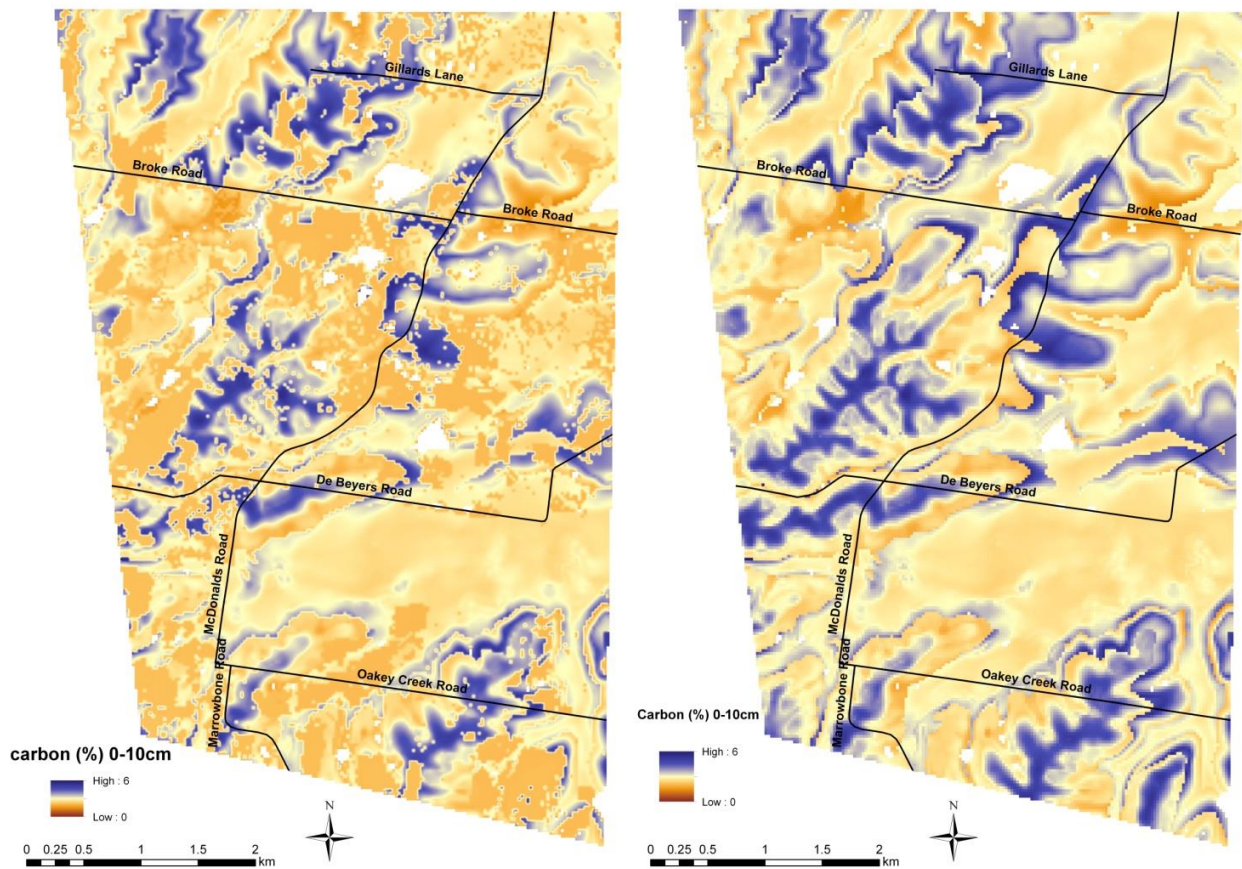 Gillards Lane
Broke Road
Broke Road
De Beyers Road
McDonalds Road
Marrowbone Road
Oakey Creek Road
carbon (%) 0-10cm
High : 6
Low : 0
N
0 0.25 0.5 1 1.5 2
km
Gillards Lane
Broke Road
Broke Road
De Beyers Road
McDonalds Road
Marrowbone Road
Oakey Creek Road
Carbon (%) 0-10cm
High : 6
Low : 0
N
0 0.25 0.5 1 1.5 2
km